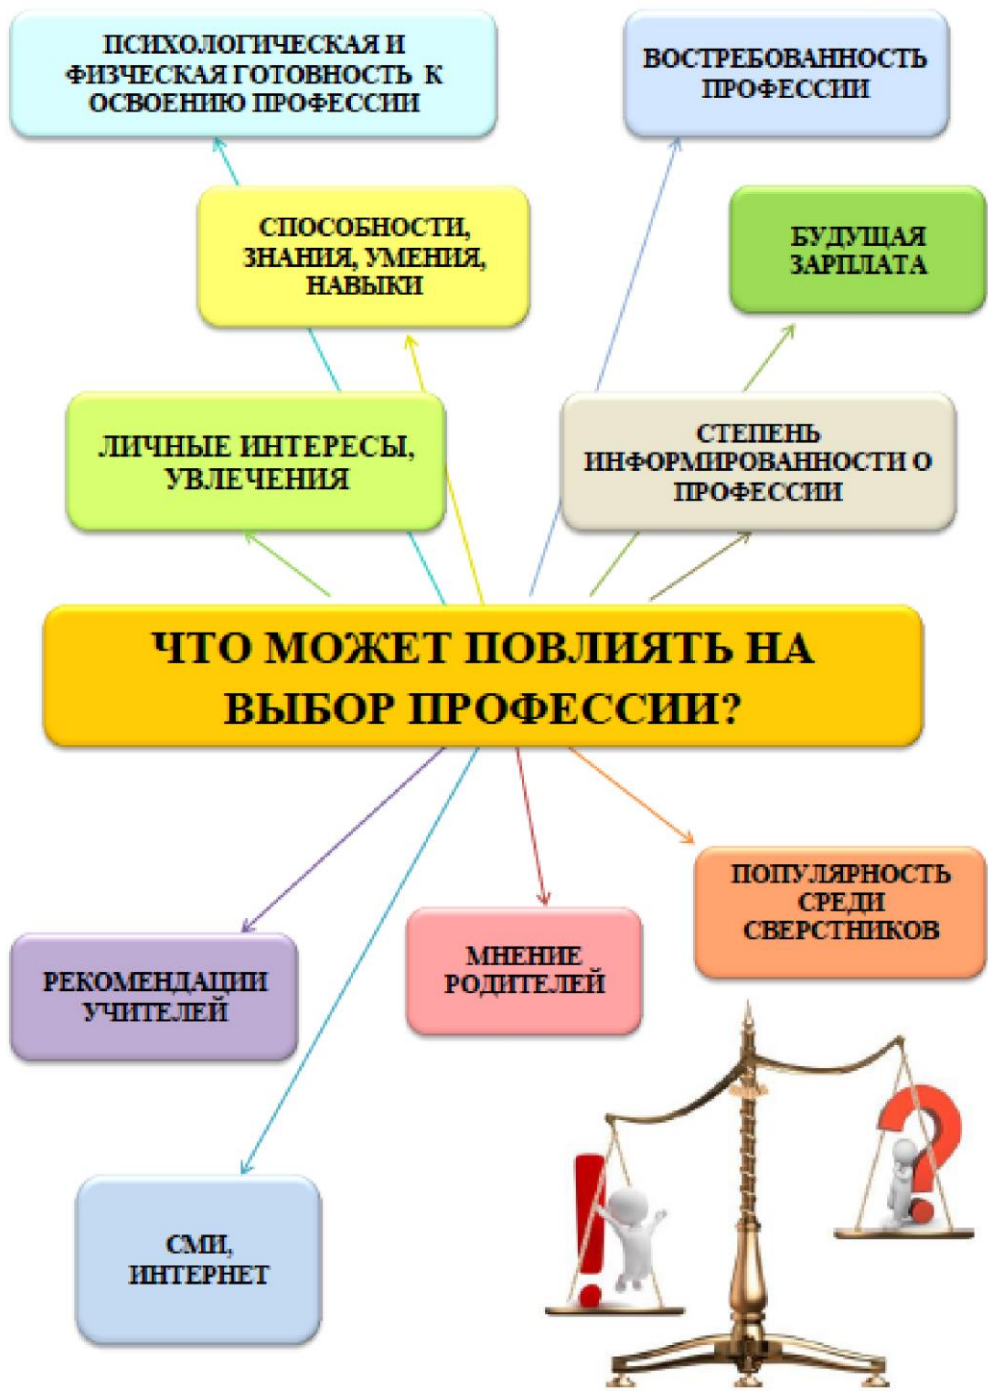 ПСИХОЛОГИЧЕСКАЯ И
ФИЗЧЕСКАЯ ГОТОВНОСТЬ К
ОСВОЕНИЮ ПРОФЕССИИ
ВОСТРЕБОВАННОСТЬ
ПРОФЕССИИ
СПОСОБНОСТИ,
ЗНАНИЯ, УМЕНИЯ,
НАВЫКИ
БУДУЩАЯ
ЗАРПЛАТА
ЛИЧНЫЕ ИНТЕРЕСЫ,
УВЛЕЧЕНИЯ
СТЕПЕНЬ
ИНФОРМИРОВАННОСТИ О
ПРОФЕССИИ
ЧТО МОЖЕТ ПОВЛИЯТЬ НА
ВЫБОР ПРОФЕССИИ?
ПОПУЛЯРНОСТЬ
СРЕДИ
СВЕРСТНИКОВ
МНЕНИЕ
РОДИТЕЛЕЙ
РЕКОМЕНДАЦИИ
УЧИТЕЛЕЙ
СМИ,
ИНТЕРНЕТ